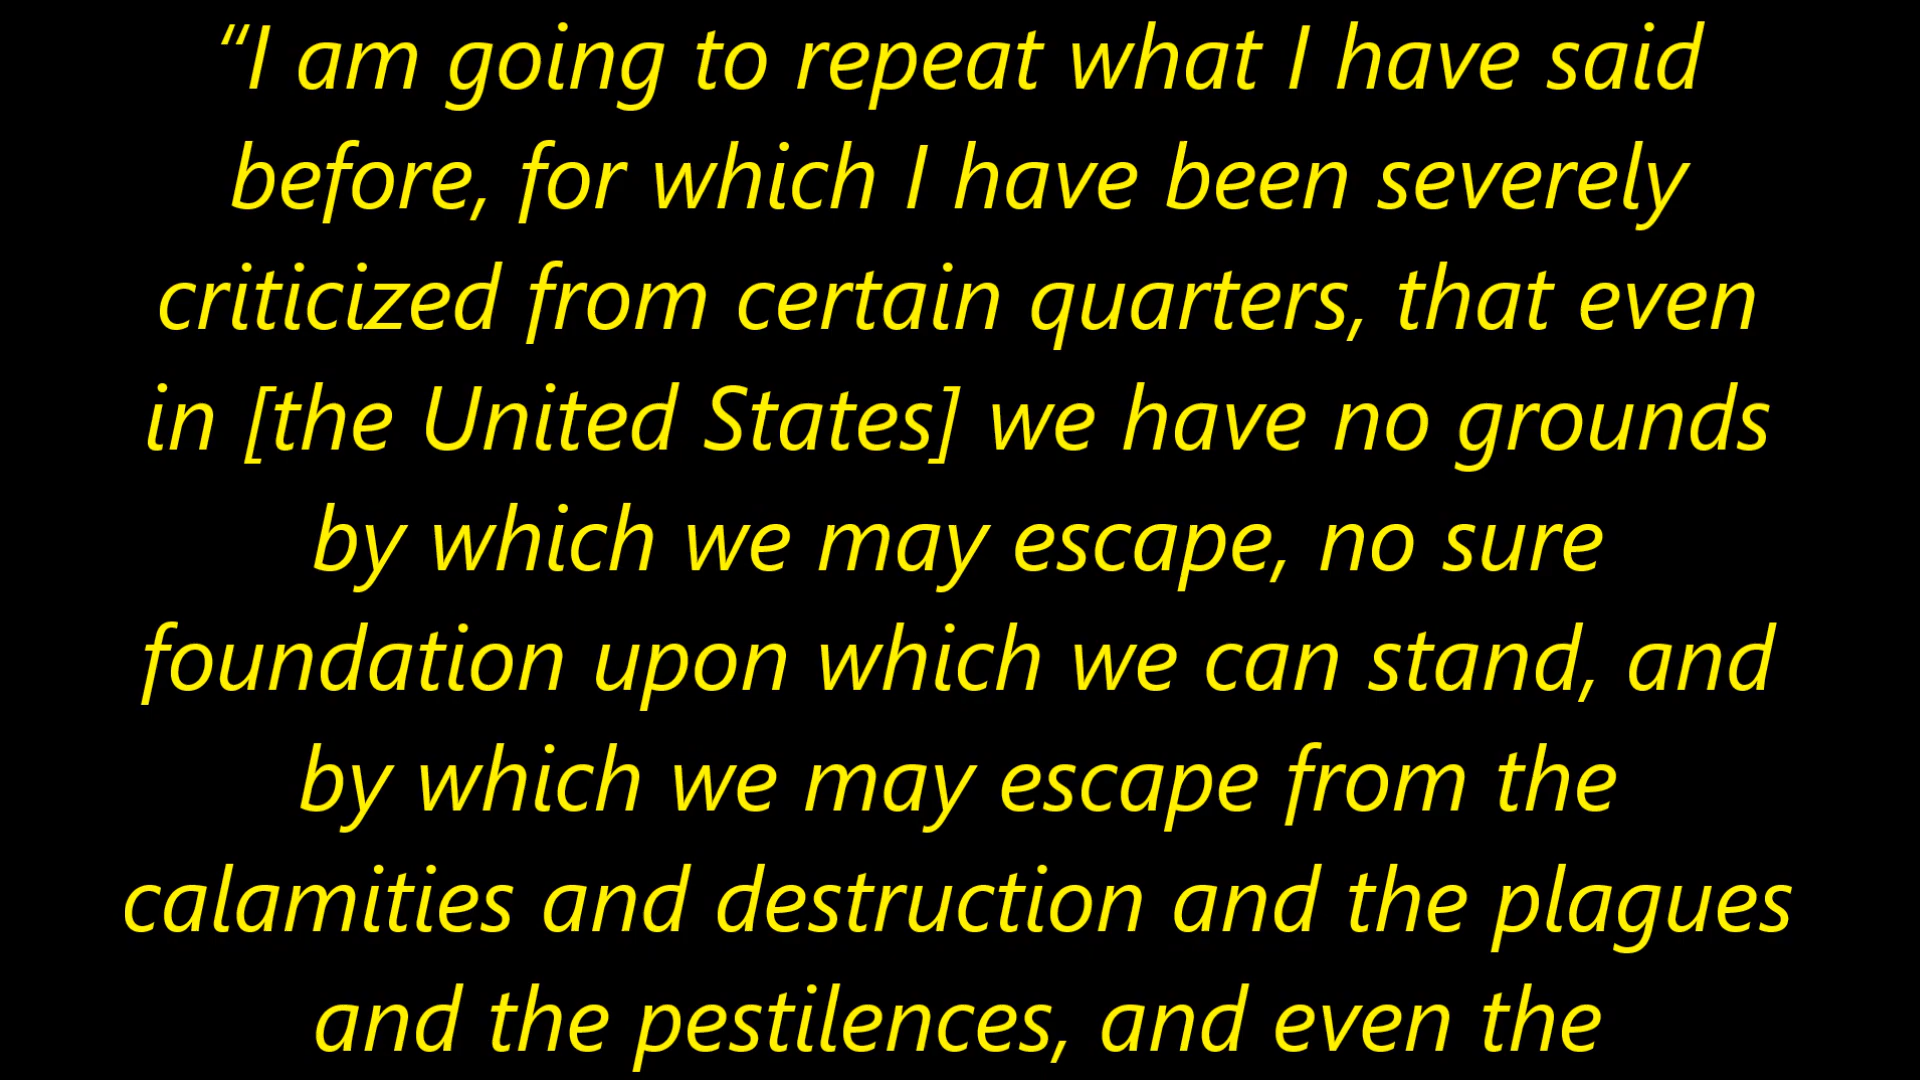 “I am going to repeat what I have said
before, for which I have been severely
criticized from certain quarters, that even
in [the United States] we have no grounds
by which we may escape, no sure
foundation upon which we can stand, and
by which we may escape from the
calamities and destruction and the plagues
and the pestilences, and even the